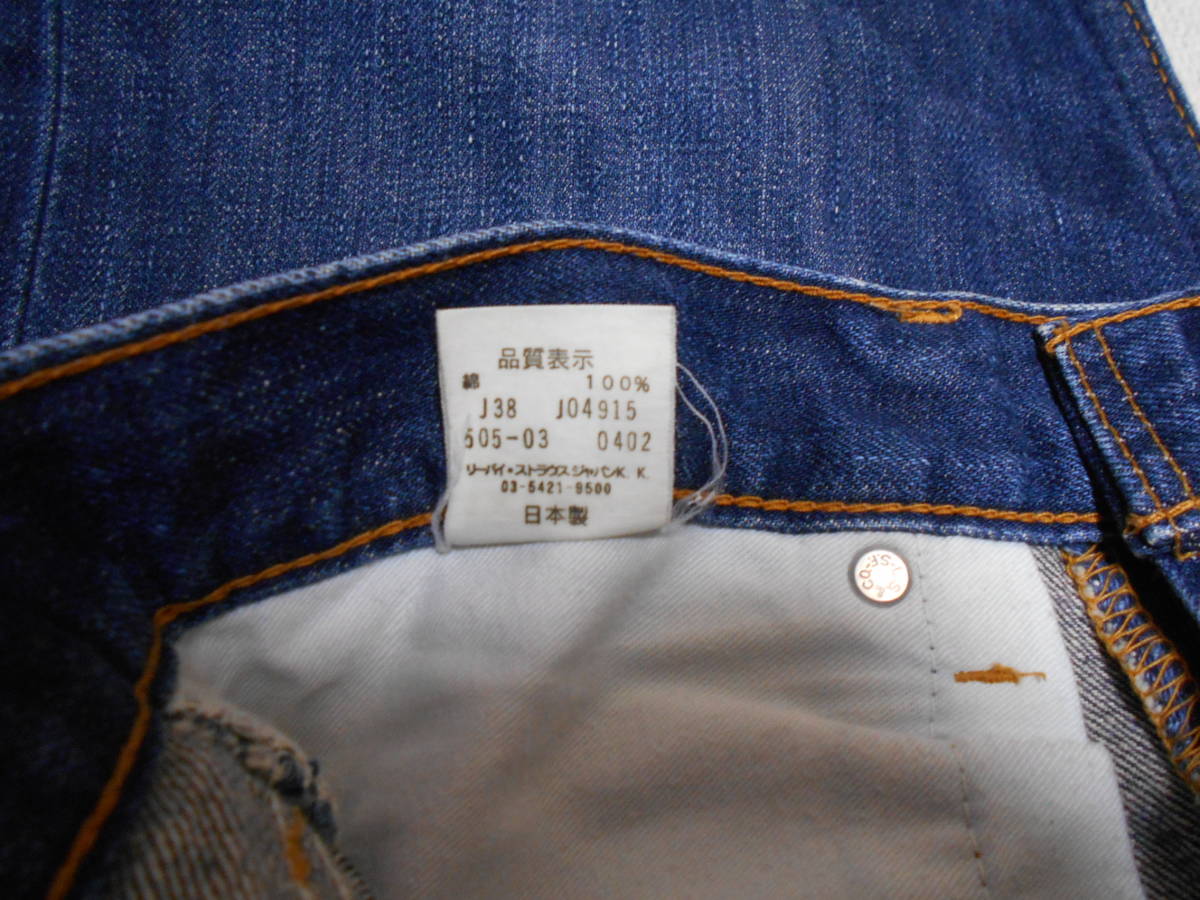 品質表示
綿 100%
J38 J04915
505-03 0402
リーバイ・ストラウスジャパンK.K.
03-5421-9500
日本製
L.S.&CO-S.F-